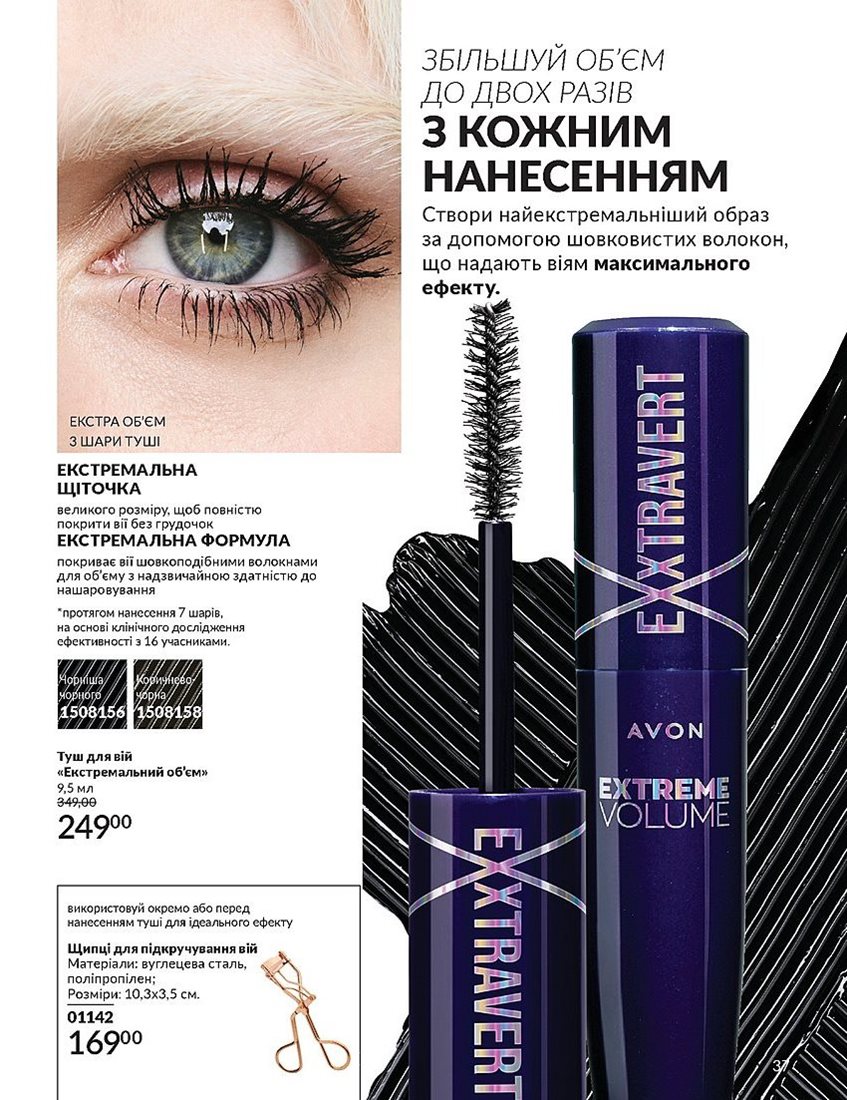 ЗБІЛЬШУЙ ОБ'ЄМ
ДО ДВОХ РАЗІВ
З КОЖНИМ
НАНЕСЕННЯМ
Створи найекстремальніший образ
за допомогою шовковистих волокон,
що надають віям максимального
ефекту.
ЕКСТРА ОБ'ЄМ
3 ШАРИ ТУШІ
ЕКСТРЕМАЛЬНА
ЩІТОЧКА
великого розміру, щоб повністю
покрити вії без грудочок
ЕКСТРЕМАЛЬНА ФОРМУЛА
покриває вії шовкоподібними волокнами
для об'єму з надзвичайною здатністю до
нашаровування
*протягом нанесення 7 шарів,
на основі клінічного дослідження
ефективності з 16 учасниками.
Чорніша
чорного
1508156
Коричнево-
чорна
1508158
Туш для вій
«Екстремальний об'єм»
9,5 мл
349,00
24900
використовуй окремо або перед
нанесенням туші для ідеального ефекту
Щипці для підкручування вій
Матеріали: вуглецева сталь,
поліпропілен;
Розміри: 10,3х3,5 см.
01142
16900
EXXTRAVERT
AVON
EXTREME
VOLUME
EXXTRAVERT
37